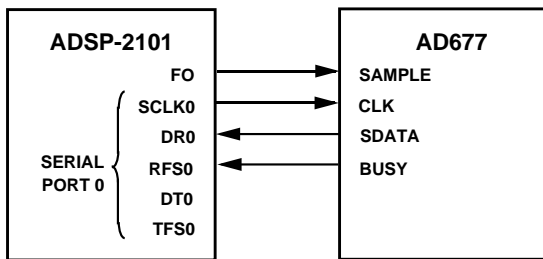 ADSP-2101
FO
SCLK0
DR0
RFS0
DT0
TFS0
SERIAL
PORT 0
AD677
SAMPLE
CLK
SDATA
BUSY